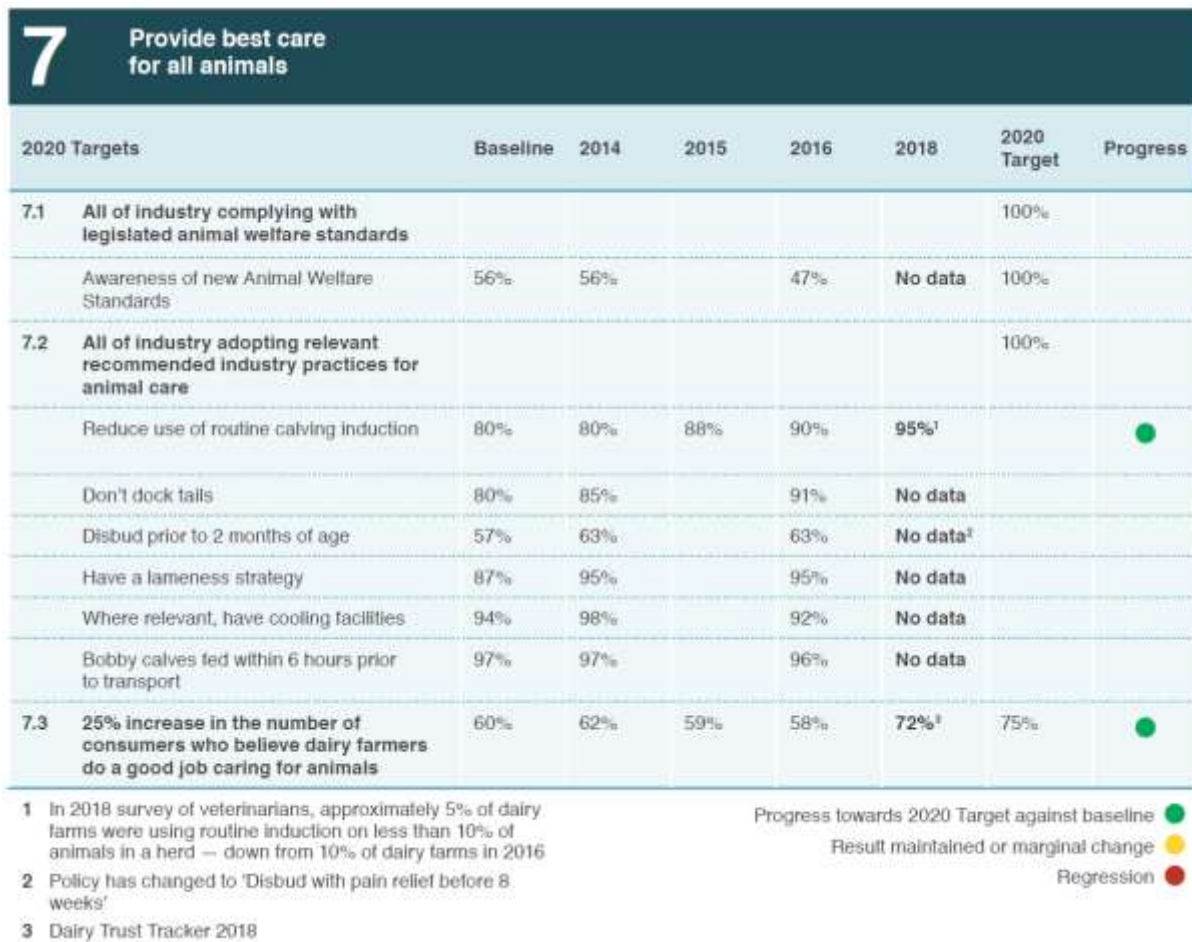 7
Provide best care
for all animals
2020 Targets Baseline 2014 2015 2016 2018 2020 Target Progress
7.1 All of industry complying with 100%
legislated animal welfare standards
Awareness of new Animal Welfare 56% 56% 47% No data 100%
Standards
7.2 All of industry adopting relevant 100%
recommended industry practices for
animal care
Reduce use of routine calving induction 80% 80% 88% 90% 95%¹
Don't dock tails 80% 85% 91% No data
Disbud prior to 2 months of age 57% 63% 63% No data²
Have a lameness strategy 87% 95% 95% No data
Where relevant, have cooling facilities 94% 98% 92% No data
Bobby calves fed within 6 hours prior 97% 97% 96% No data
to transport
7.3 25% increase in the number of 60% 62% 59% 58% 72%³ 75%
consumers who believe dairy farmers
do a good job caring for animals
1 In 2018 survey of veterinarians, approximately 5% of dairy
farms were using routine induction on less than 10% of
animals in a herd — down from 10% of dairy farms in 2016
2 Policy has changed to 'Disbud with pain relief before 8
weeks'
3 Dairy Trust Tracker 2018
Progress towards 2020 Target against baseline
Result maintained or marginal change
Regression